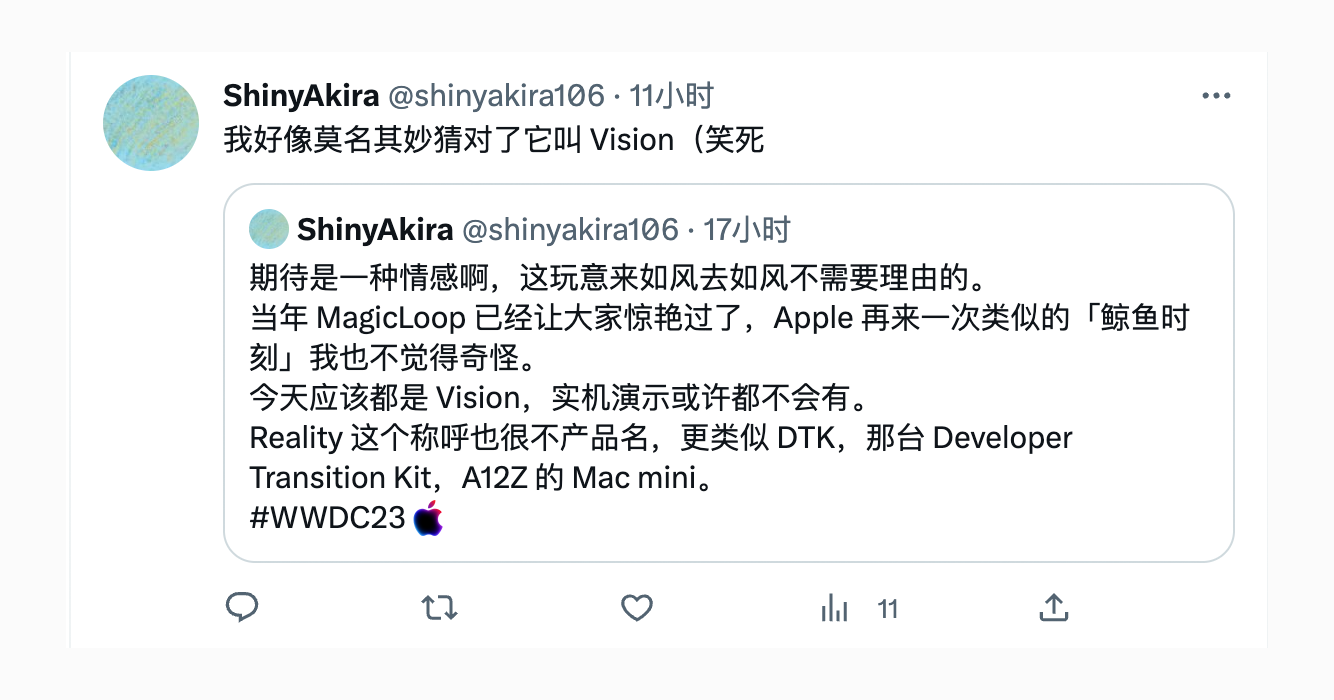 ShinyAkira @shinyakira106 · 11小时
我好像莫名其妙猜对了它叫 Vision（笑死
ShinyAkira @shinyakira106 · 17小时
期待是一种情感啊，这玩意来如风去如风不需要理由的。
当年 MagicLoop 已经让大家惊艳过了，Apple 再来一次类似的「鲸鱼时
刻」我也不觉得奇怪。
今天应该都是 Vision，实机演示或许都不会有。
Reality 这个称呼也很不产品名，更类似 DTK，那台 Developer
Transition Kit，A12Z 的 Mac mini。
#WWDC23
11